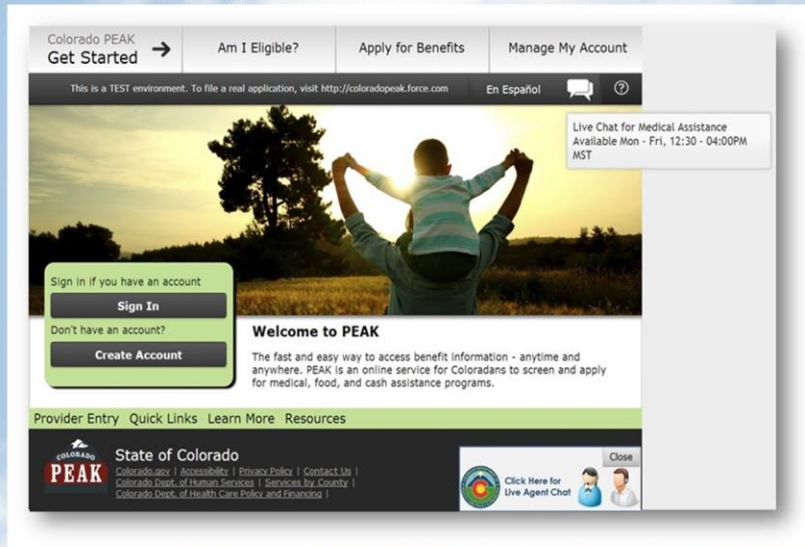 Colorado PEAK
Get Started
Am I Eligible?
Apply for Benefits
Manage My Account
This is a TEST environment. To file a real application, visit http://coloradopeak.force.com
En Español
?
Live Chat for Medical Assistance
Available Mon - Fri, 12:30 - 04:00PM
MST
Sign in if you have an account
Sign In
Don't have an account?
Create Account
Welcome to PEAK
The fast and easy way to access benefit information - anytime and
anywhere. PEAK is an online service for Coloradans to screen and apply
for medical, food, and cash assistance programs.
Provider Entry Quick Links Learn More Resources
COLORADO
PEAK
State of Colorado
Colorado.gov | Accessibility | Privacy Policy | Contact Us |
Colorado Dept. of Human Services | Services by County |
Colorado Dept. of Health Care Policy and Financing |
Close
Click Here for
Live Agent Chat